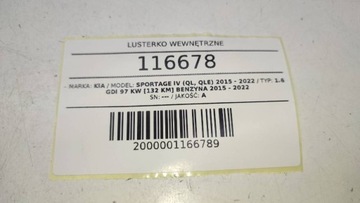 LUSTERKO WEWNĘTRZNE
116678
MARKA: KIA / MODEL: SPORTAGE IV (QL, QLE) 2015 - 2022 / TYP: 1.6
GDI 97 KW [132 KM] BENZYNA 2015 - 2022
SN: --- / JAKOŚĆ: A
2000001166789